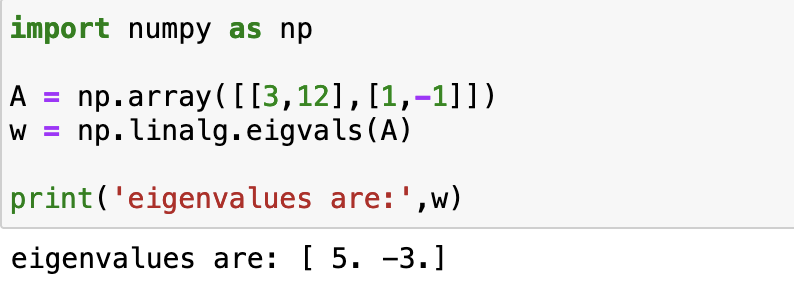 import numpy as np
A = np.array([[3,12],[1,-1]])
w = np.linalg.eigvals(A)
print('eigenvalues are:',w)
eigenvalues are: [ 5. -3.]